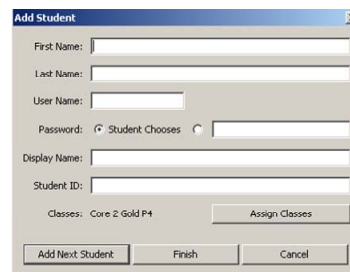 Add Student
First Name:
Last Name:
User Name:
Password: Student Chooses
Display Name:
Student ID:
Classes: Core 2 Gold P4 Assign Classes
Add Next Student Finish Cancel